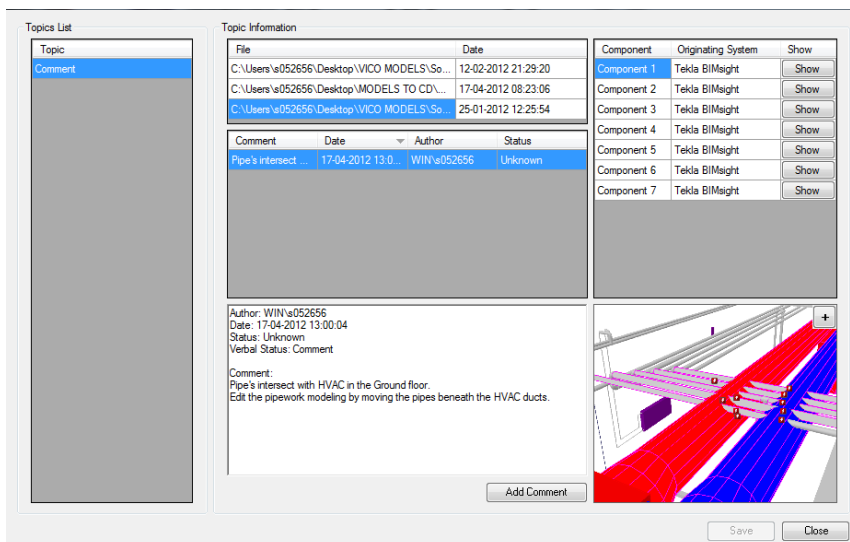 Topics List
Topic
Comment
Topic Information
File Date
C:\Users\s052656\Desktop\VICO MODELS\So... 12-02-2012 21:29:20
C:\Users\s052656\Desktop\MODELS TO CD\... 17-04-2012 08:23:06
C:\Users\s052656\Desktop\VICO MODELS\So... 25-01-2012 12:25:54
Comment Date Author Status
Pipe's intersect ... 17-04-2012 13:0... WIN\s052656 Unknown
Component Originating System Show
Component 1 Tekla BIMsight Show
Component 2 Tekla BIMsight Show
Component 3 Tekla BIMsight Show
Component 4 Tekla BIMsight Show
Component 5 Tekla BIMsight Show
Component 6 Tekla BIMsight Show
Component 7 Tekla BIMsight Show
Author: WIN\s052656
Date: 17-04-2012 13:00:04
Status: Unknown
Verbal Status: Comment
Comment:
Pipe's intersect with HVAC in the Ground floor.
Edit the pipework modeling by moving the pipes beneath the HVAC ducts.
+
Add Comment
Save Close